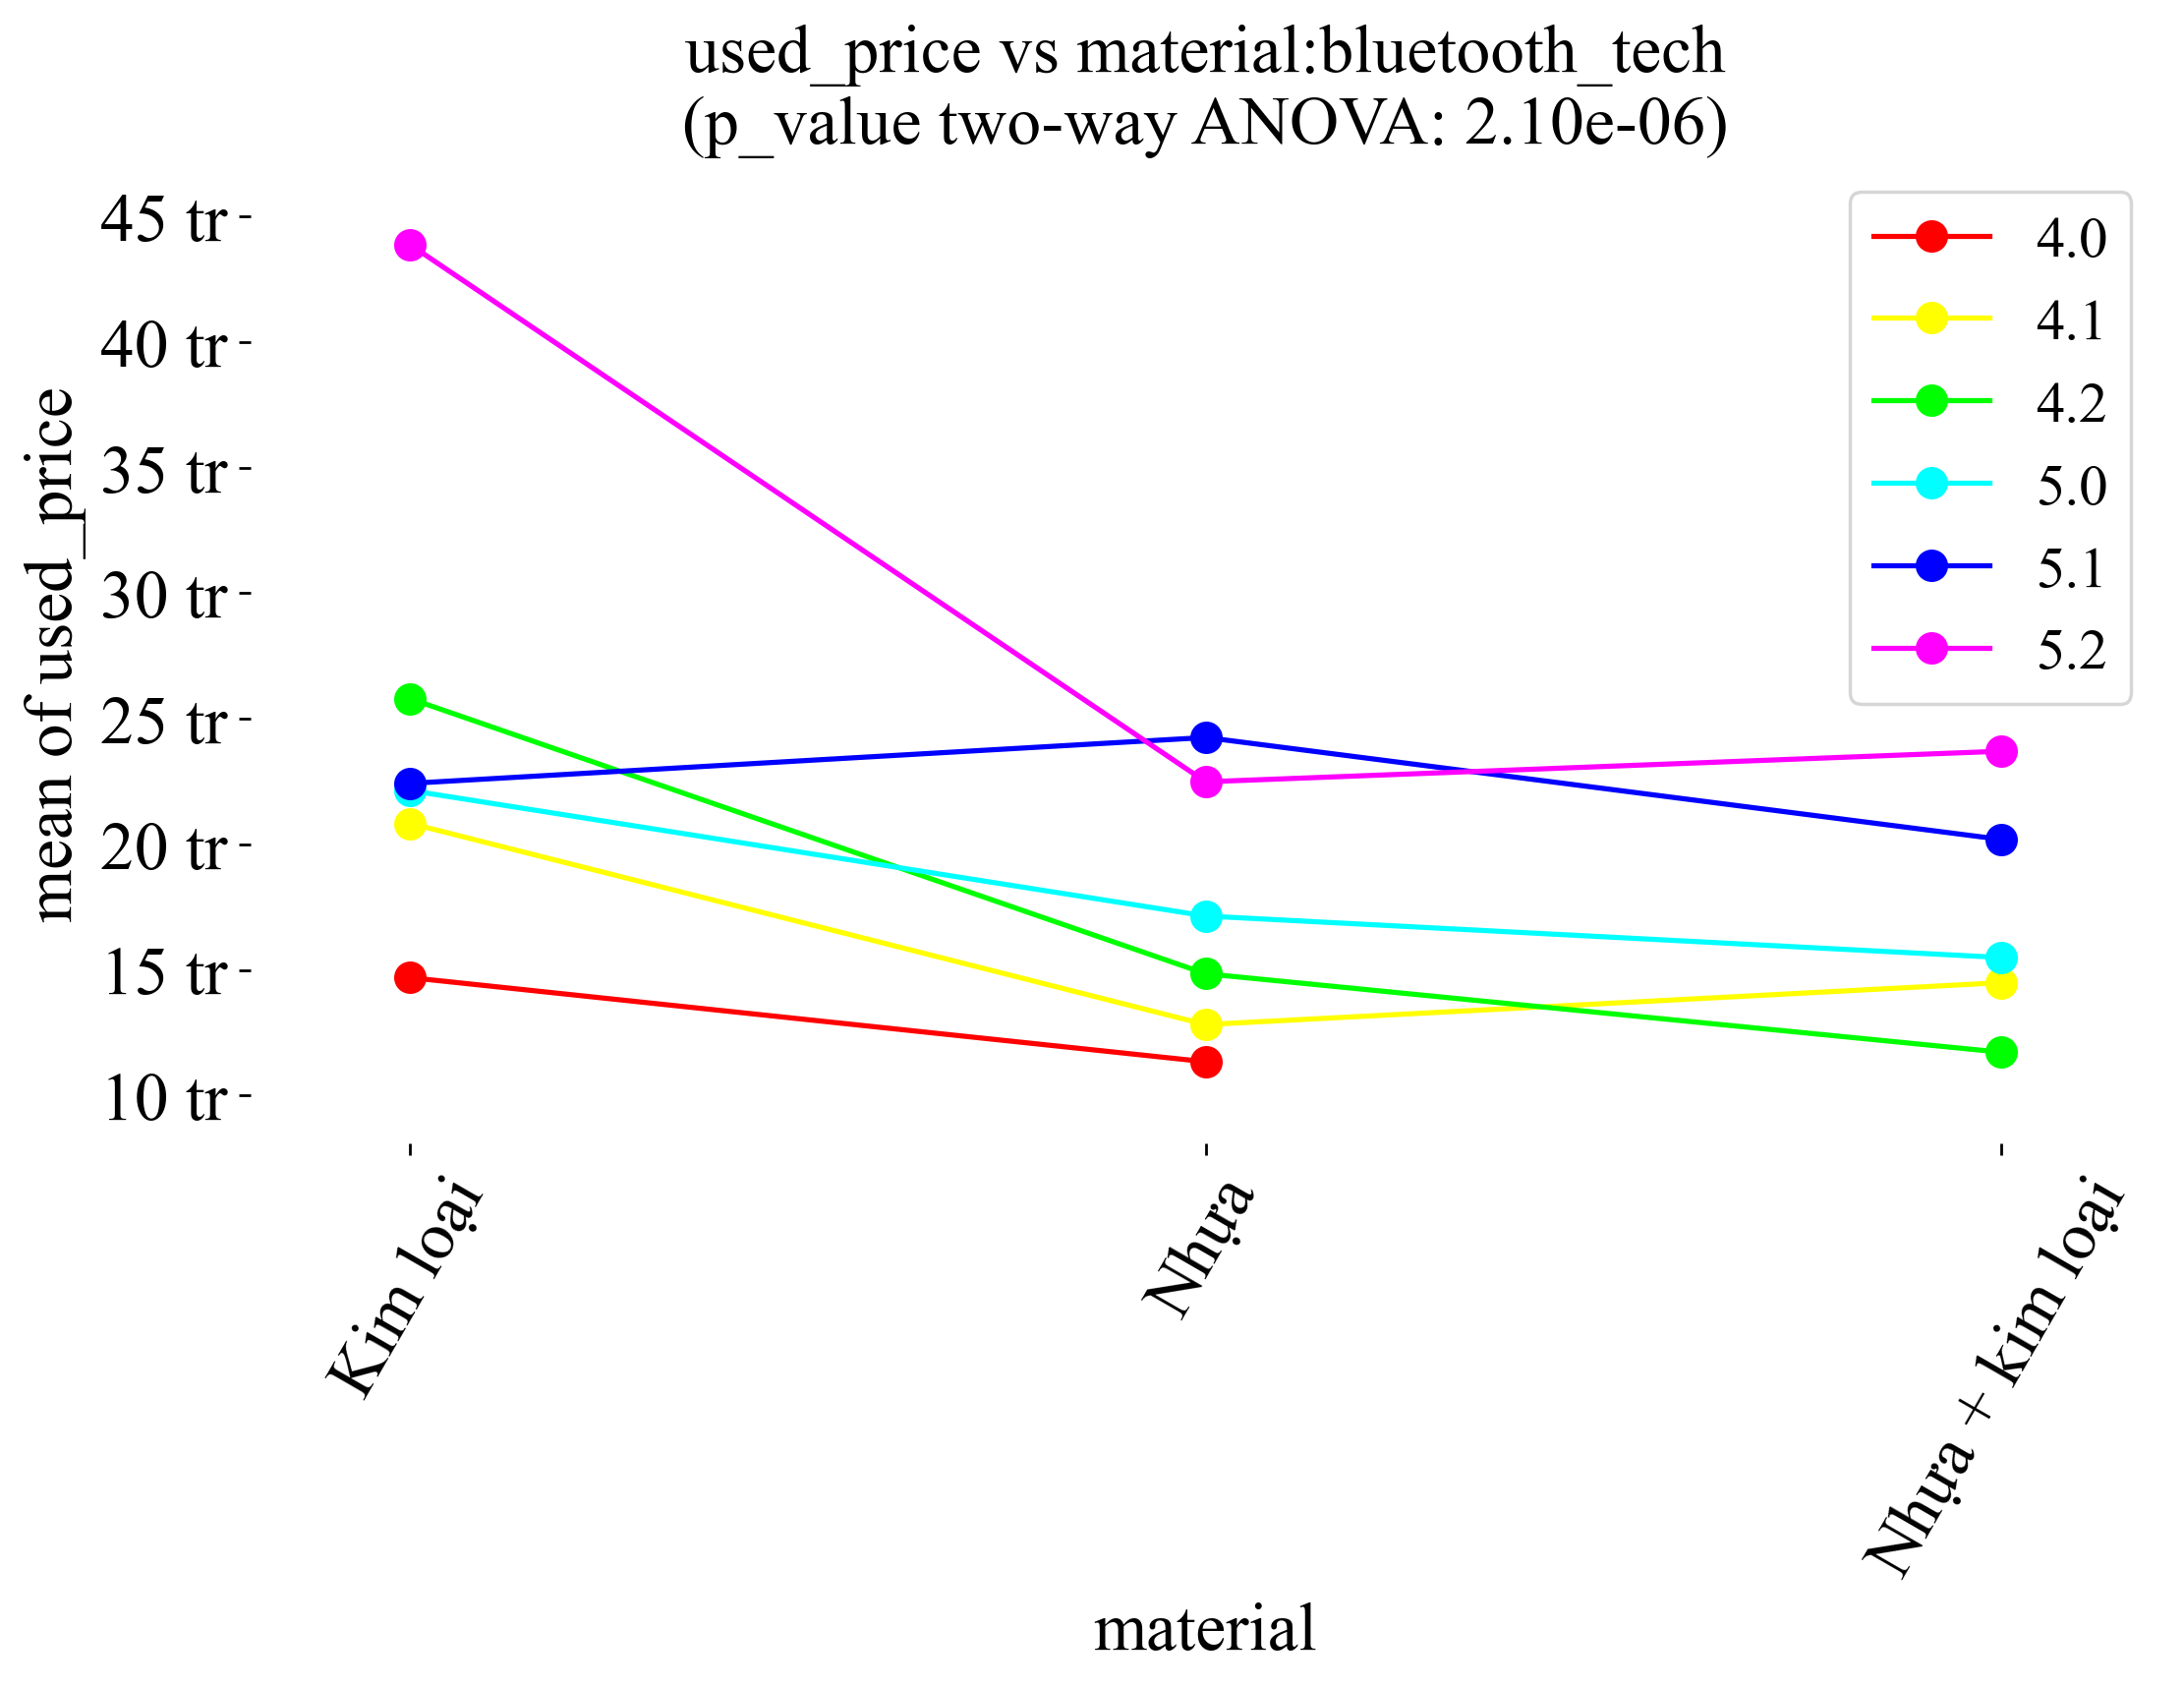 used_price vs material:bluetooth_tech
(p_value two-way ANOVA: 2.10e-06)
mean of used_price
45 tr
40 tr
35 tr
30 tr
25 tr
20 tr
15 tr
10 tr
4.0
4.1
4.2
5.0
5.1
5.2
Kim loại
Nhựa
Nhựa + kim loại
material